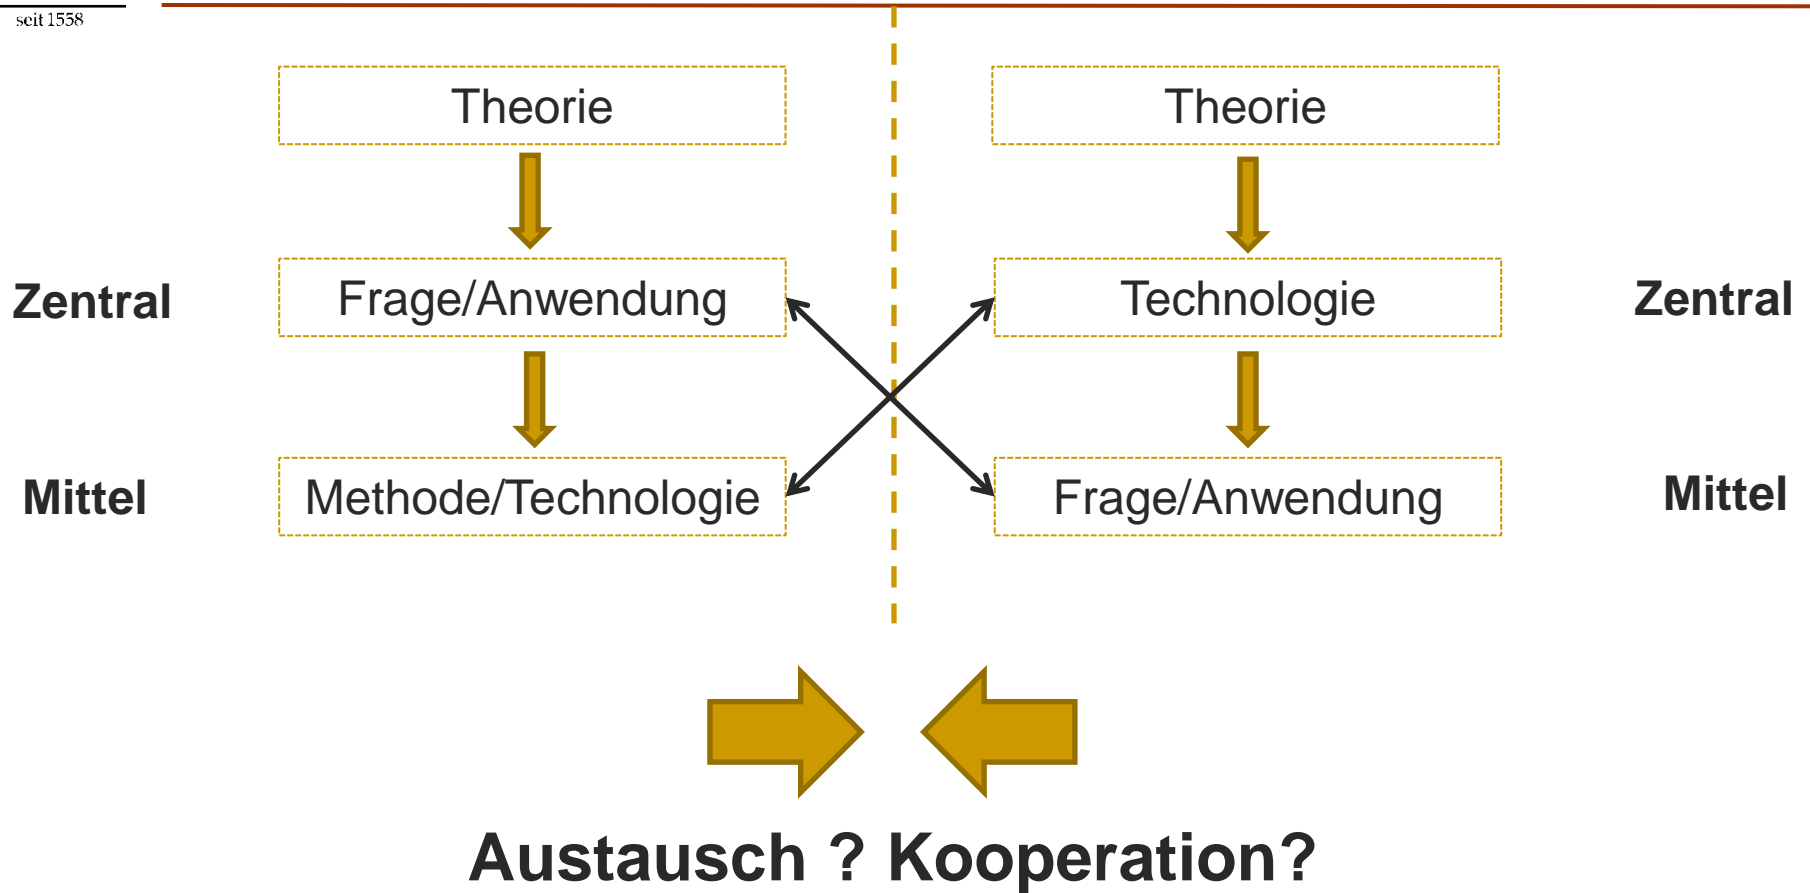 seit 1558
Theorie
Theorie
Zentral
Frage/Anwendung
Technologie
Zentral
Mittel
Methode/Technologie
Frage/Anwendung
Mittel
Austausch ? Kooperation?